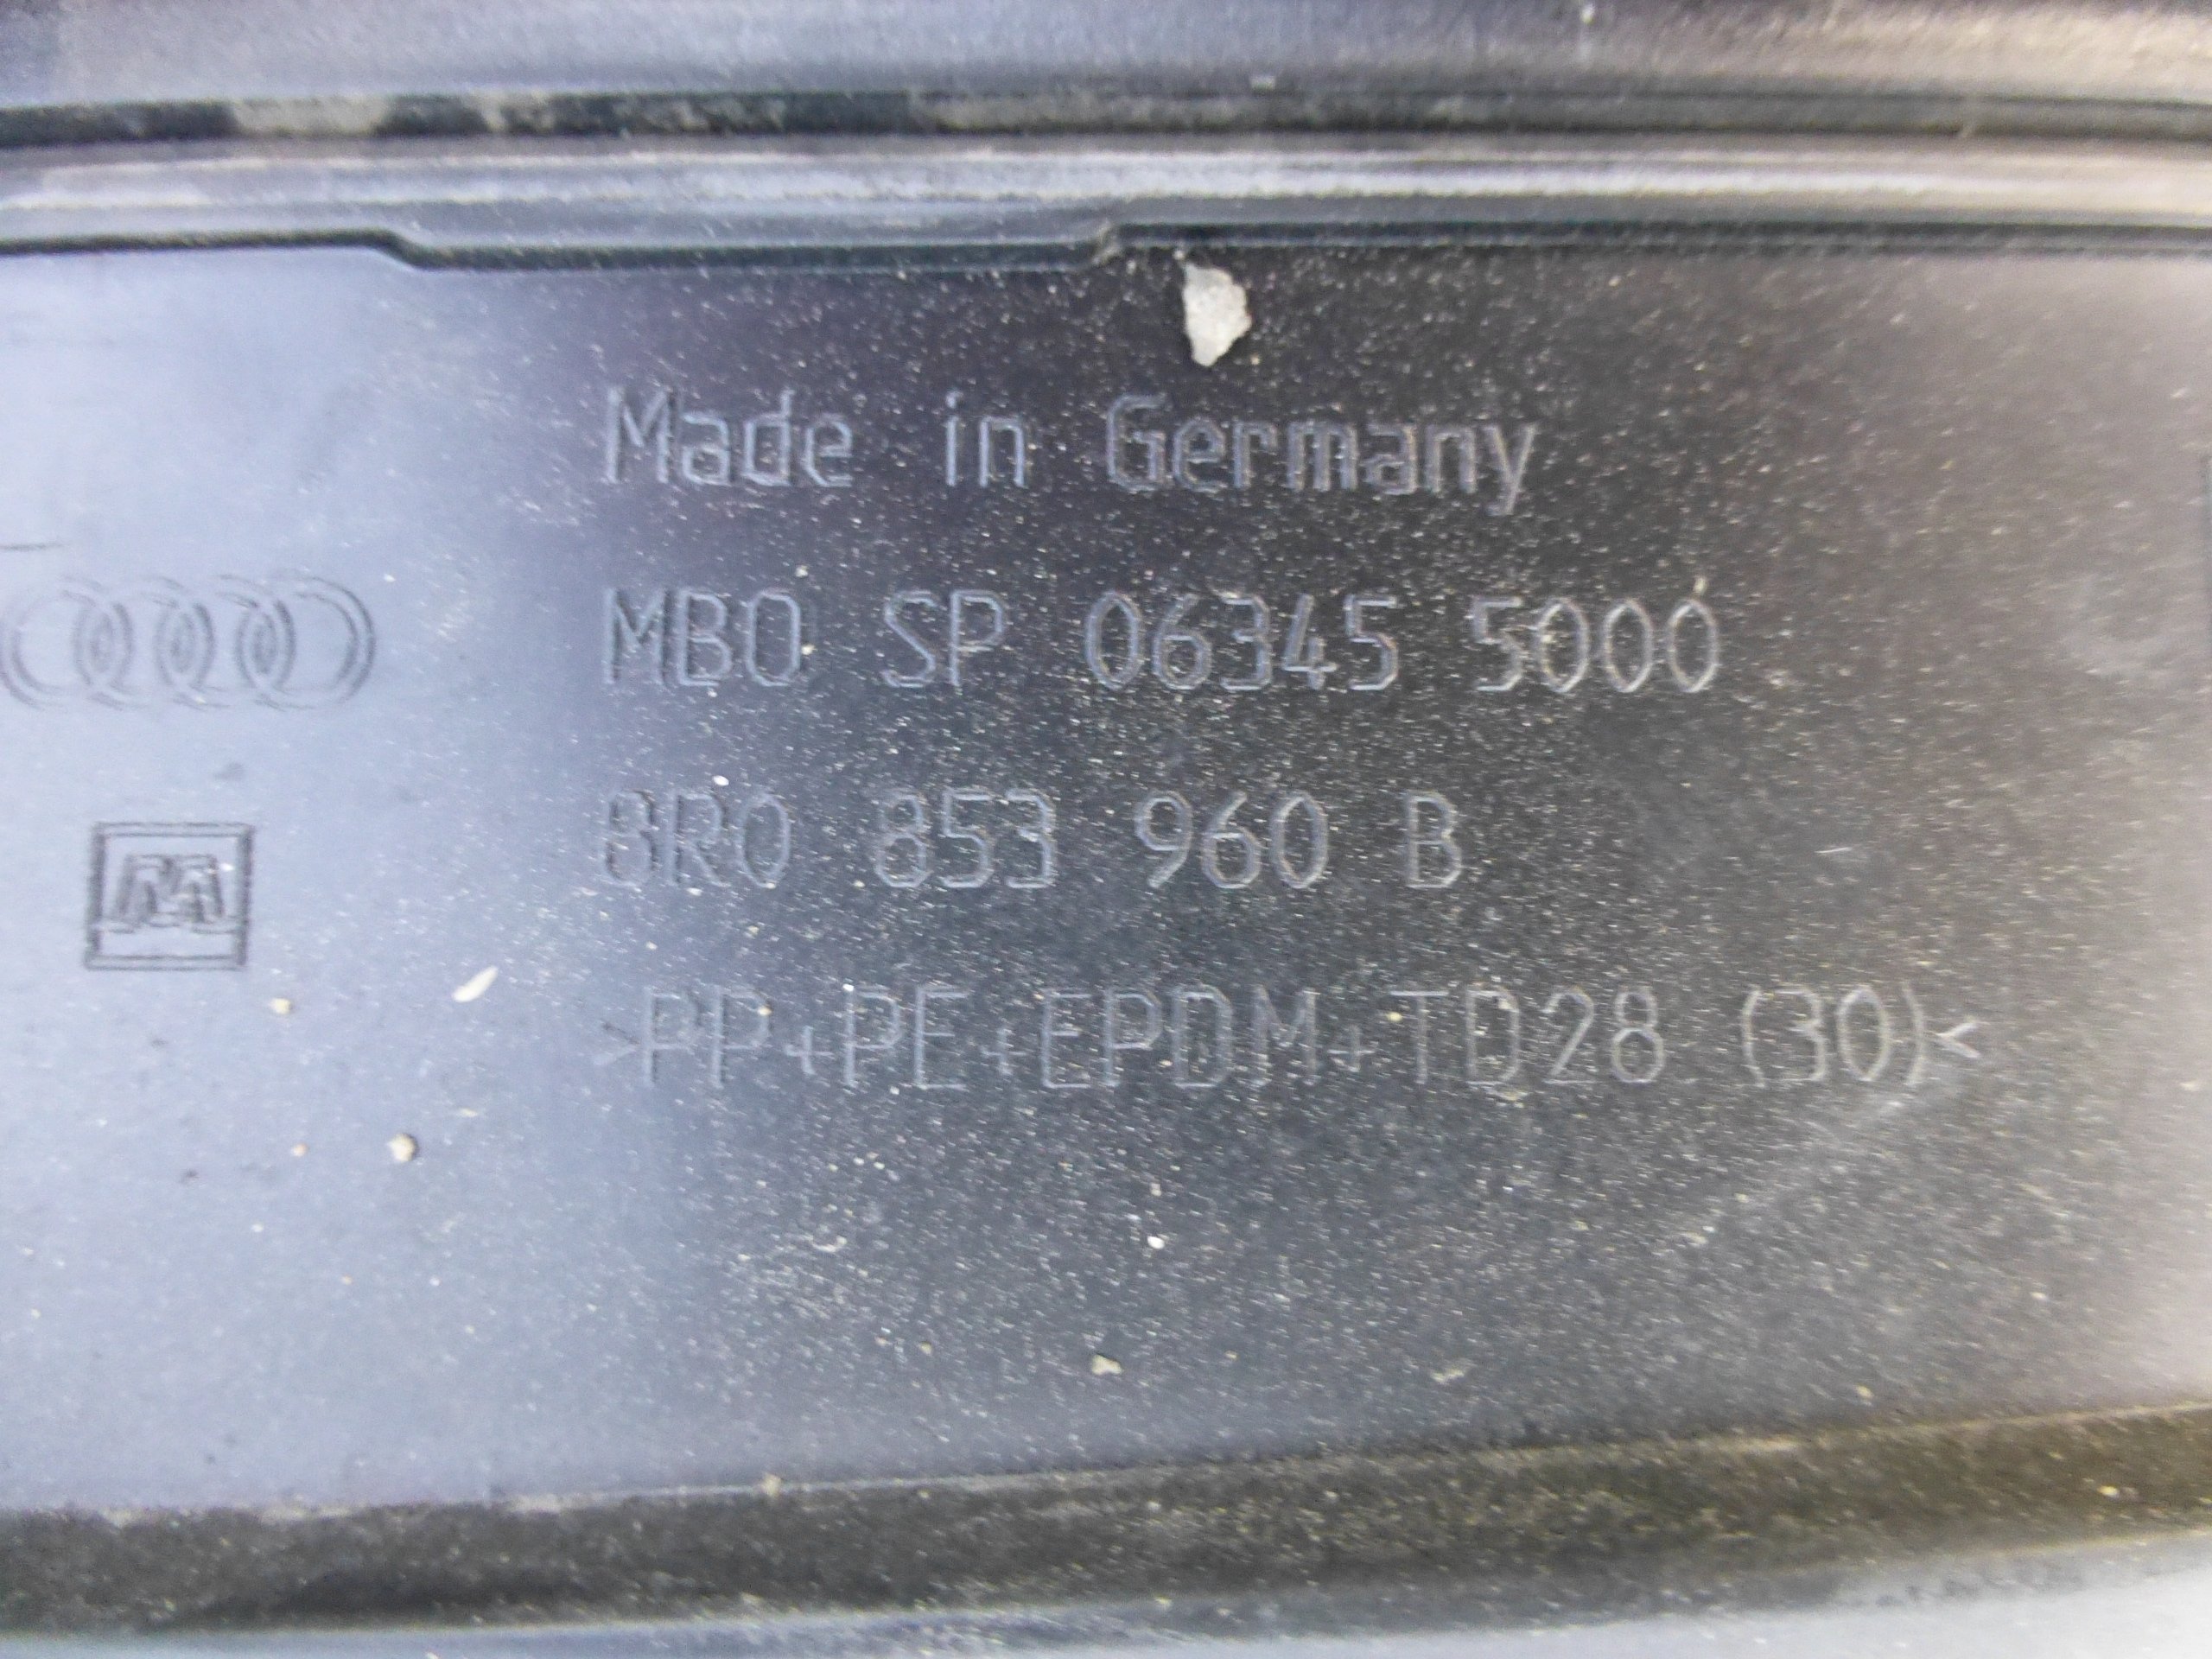 Made in Germany
MBO SP 06345 5000
8R0 853 960 B
>PP+PE+EPDM+TD28 (30)<